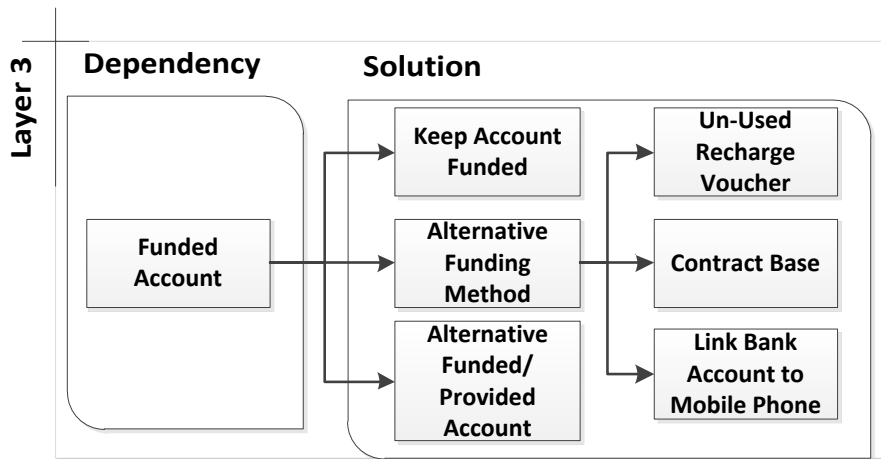 Layer 3
Dependency
Solution
Funded
Account
Keep Account
Funded
Alternative
Funding
Method
Alternative
Funded/
Provided
Account
Un-Used
Recharge
Voucher
Contract Base
Link Bank
Account to
Mobile Phone